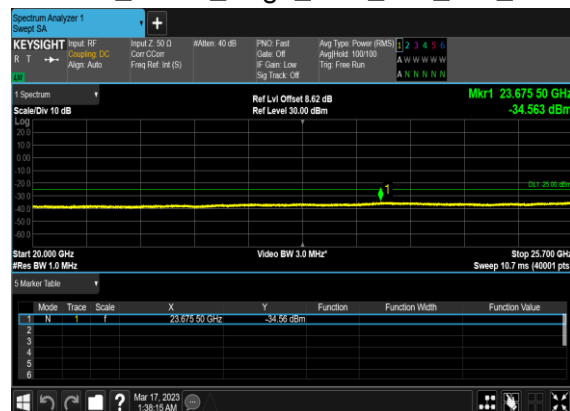 Spectrum Analyzer 1
Swept SA
+
KEYSIGHT Input: RF Input Z: 50 Ω #Atten: 40 dB PNO: Fast Avg Type: Power (RMS) 1 2 3 4 5 6
R T Coupling: DC Corr CCorr Gate: Off Avg|Hold: 100/100 A W W W W W
Align: Auto Freq Ref: Int (S) IF Gain: Low Trig: Free Run
Sig Track: Off A N N N N N
1 Spectrum Ref Lvl Offset 8.62 dB Mkr1 23.675 50 GHz
Scale/Div 10 dB Ref Level 30.00 dBm -34.563 dBm
Log
20.0
10.0
0.00
-10.0
-20.0
DL1 -25.00 dBm
1
-30.0
-40.0
-50.0
-60.0
Start 20.000 GHz Video BW 3.0 MHz* Stop 25.700 GHz
#Res BW 1.0 MHz Sweep 10.7 ms (40001 pts
5 Marker Table
Mode Trace Scale X Y Function Function Width Function Value
1 N 1 f 23.675 50 GHz -34.56 dBm
2
3
4
5
6
? Mar 17, 2023
1:38:15 AM